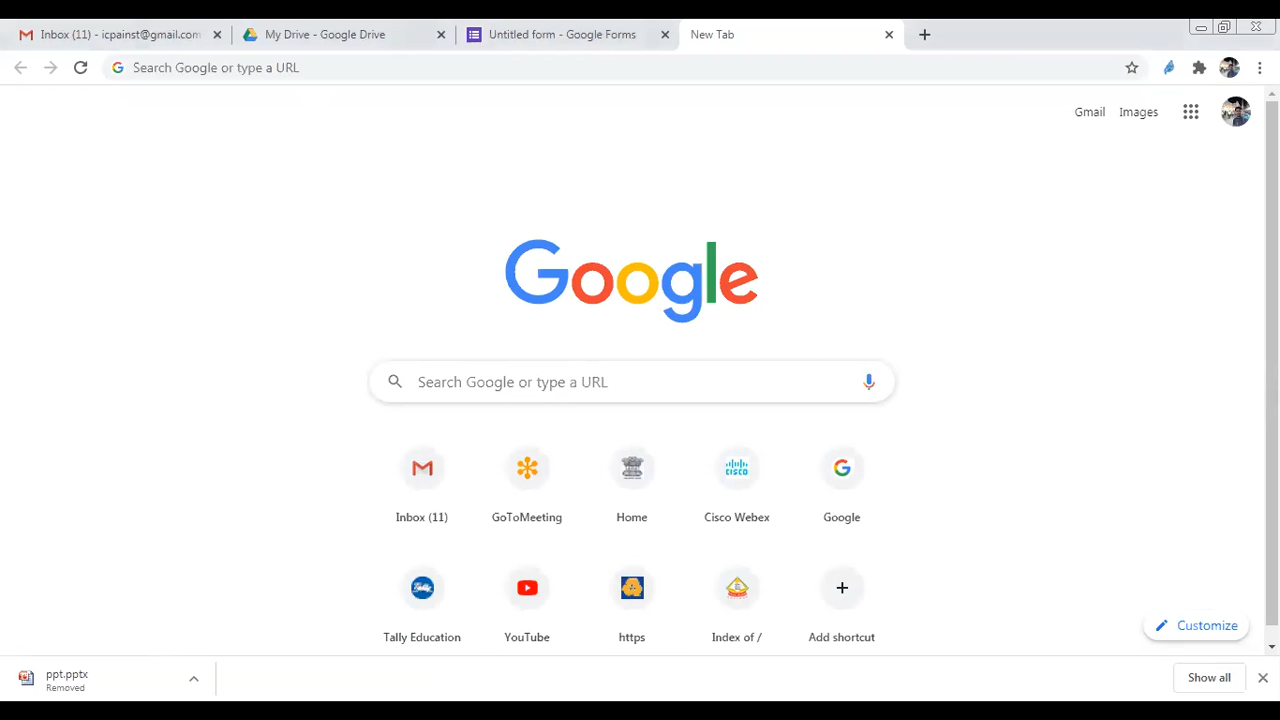 Inbox (11) - icpainst@gmail.com
My Drive - Google Drive
Untitled form - Google Forms
New Tab
Search Google or type a URL
Gmail
Images
Google
Search Google or type a URL
Inbox (11)
GoToMeeting
Home
CISCO
Cisco Webex
Google
Tally Education
YouTube
https
Index of /
Add shortcut
Customize
ppt.pptx
Removed
Show all